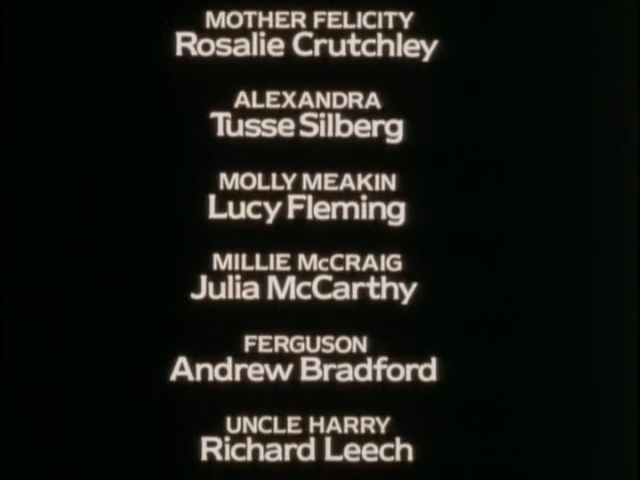 MOTHER FELICITY
Rosalie Crutchley
ALEXANDRA
Tusse Silberg
MOLLY MEAKIN
Lucy Fleming
MILLIE McCRAIG
Julia McCarthy
FERGUSON
Andrew Bradford
UNCLE HARRY
Richard Leech